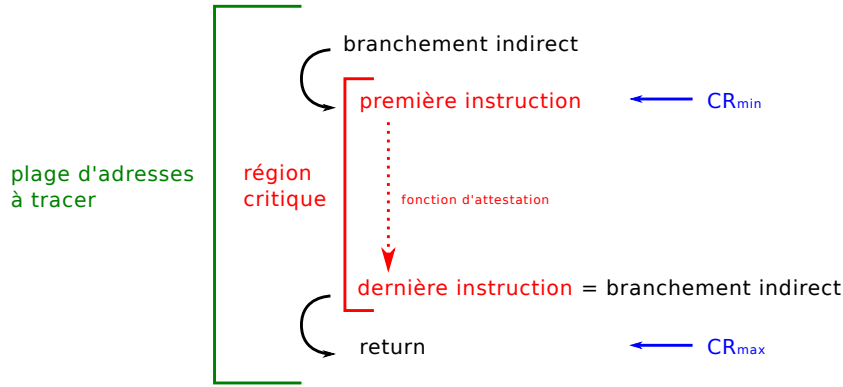 branchement indirect
première instruction
CRmin
plage d'adresses
à tracer
région
critique
fonction d'attestation
dernière instruction = branchement indirect
return
CRmax